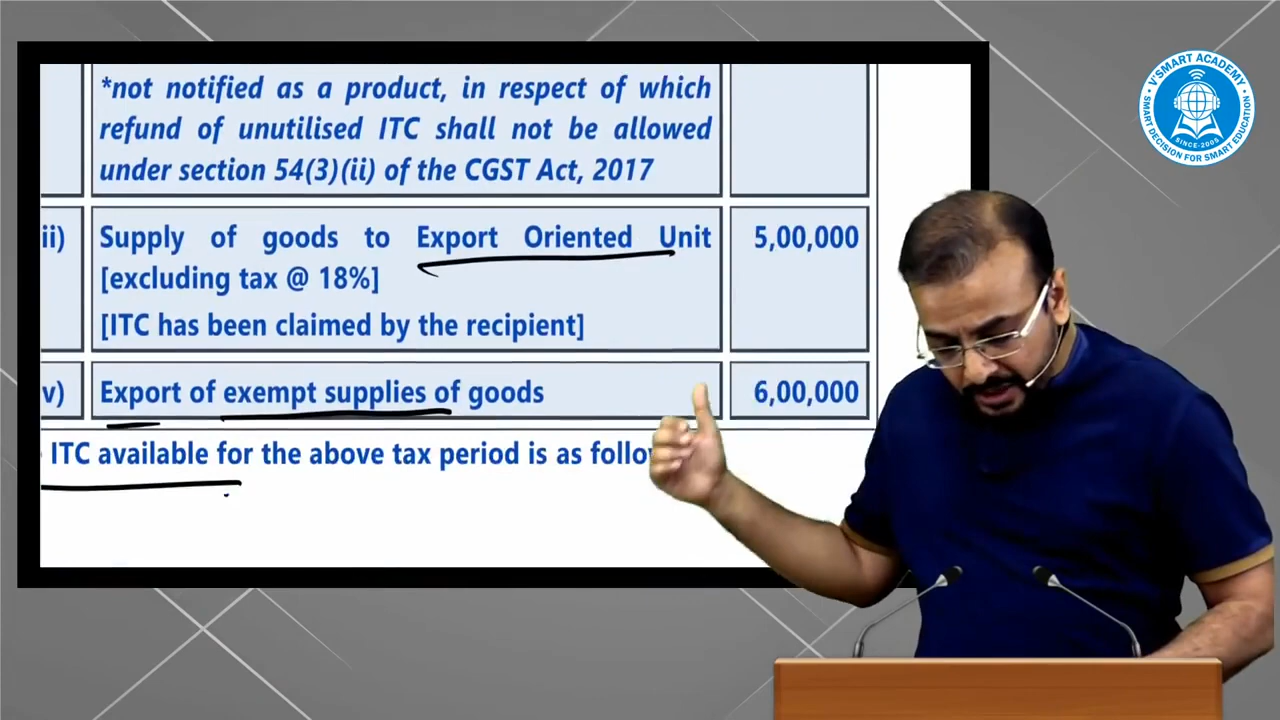 *not notified as a product, in respect of which
refund of unutilised ITC shall not be allowed
under section 54(3)(ii) of the CGST Act, 2017
ii) Supply of goods to Export Oriented Unit 5,00,000
[excluding tax @ 18%]
[ITC has been claimed by the recipient]
v) Export of exempt supplies of goods 6,00,000
ITC available for the above tax period is as
V'SMART ACADEMY
SMART DECISION FOR SMART EDUCATION
SINCE-2005